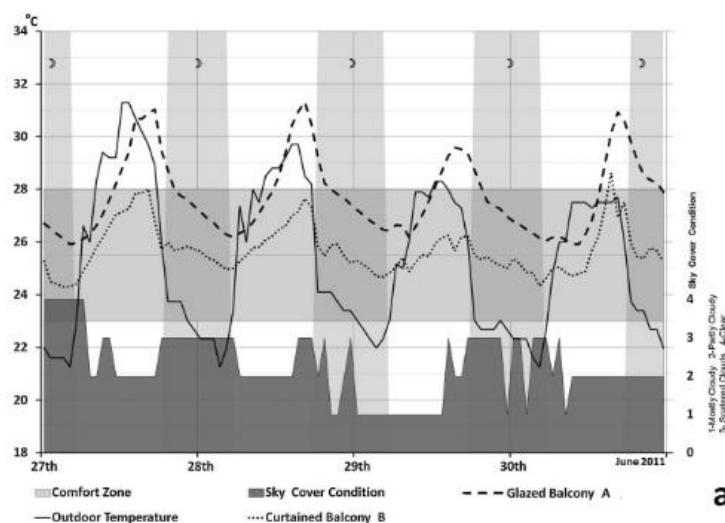 °C
34
32
30
28
26
24
22
20
18
4
3
2
1
0
Sky Cover Condition
1-Mostly Cloudy 2-Partly Cloudy
3- Scattered Clouds 4-Clear
27th 28th 29th 30th June 2011
Comfort Zone Sky Cover Condition Glazed Balcony A
Outdoor Temperature Curtained Balcony B
a